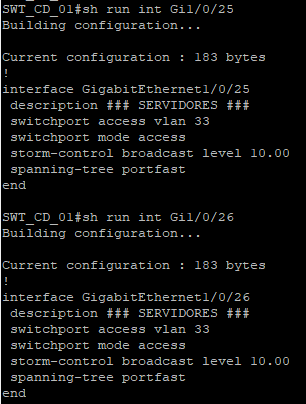 SWT_CD_01#sh run int Gi1/0/25
Building configuration...
Current configuration : 183 bytes
!
interface GigabitEthernet1/0/25
description ### SERVIDORES ###
switchport access vlan 33
switchport mode access
storm-control broadcast level 10.00
spanning-tree portfast
end
SWT_CD_01#sh run int Gi1/0/26
Building configuration...
Current configuration : 183 bytes
!
interface GigabitEthernet1/0/26
description ### SERVIDORES ###
switchport access vlan 33
switchport mode access
storm-control broadcast level 10.00
spanning-tree portfast
end